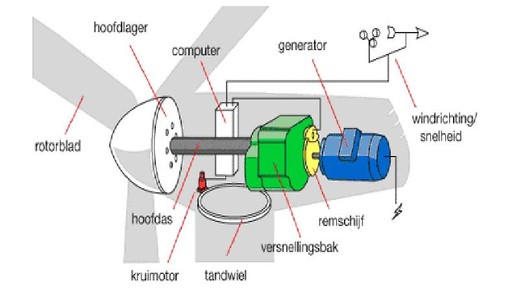 hoofdlager
computer
generator
windrichting/
snelheid
rotorblad
hoofdas
remschijf
versnellingsbak
kruimotor
tandwiel